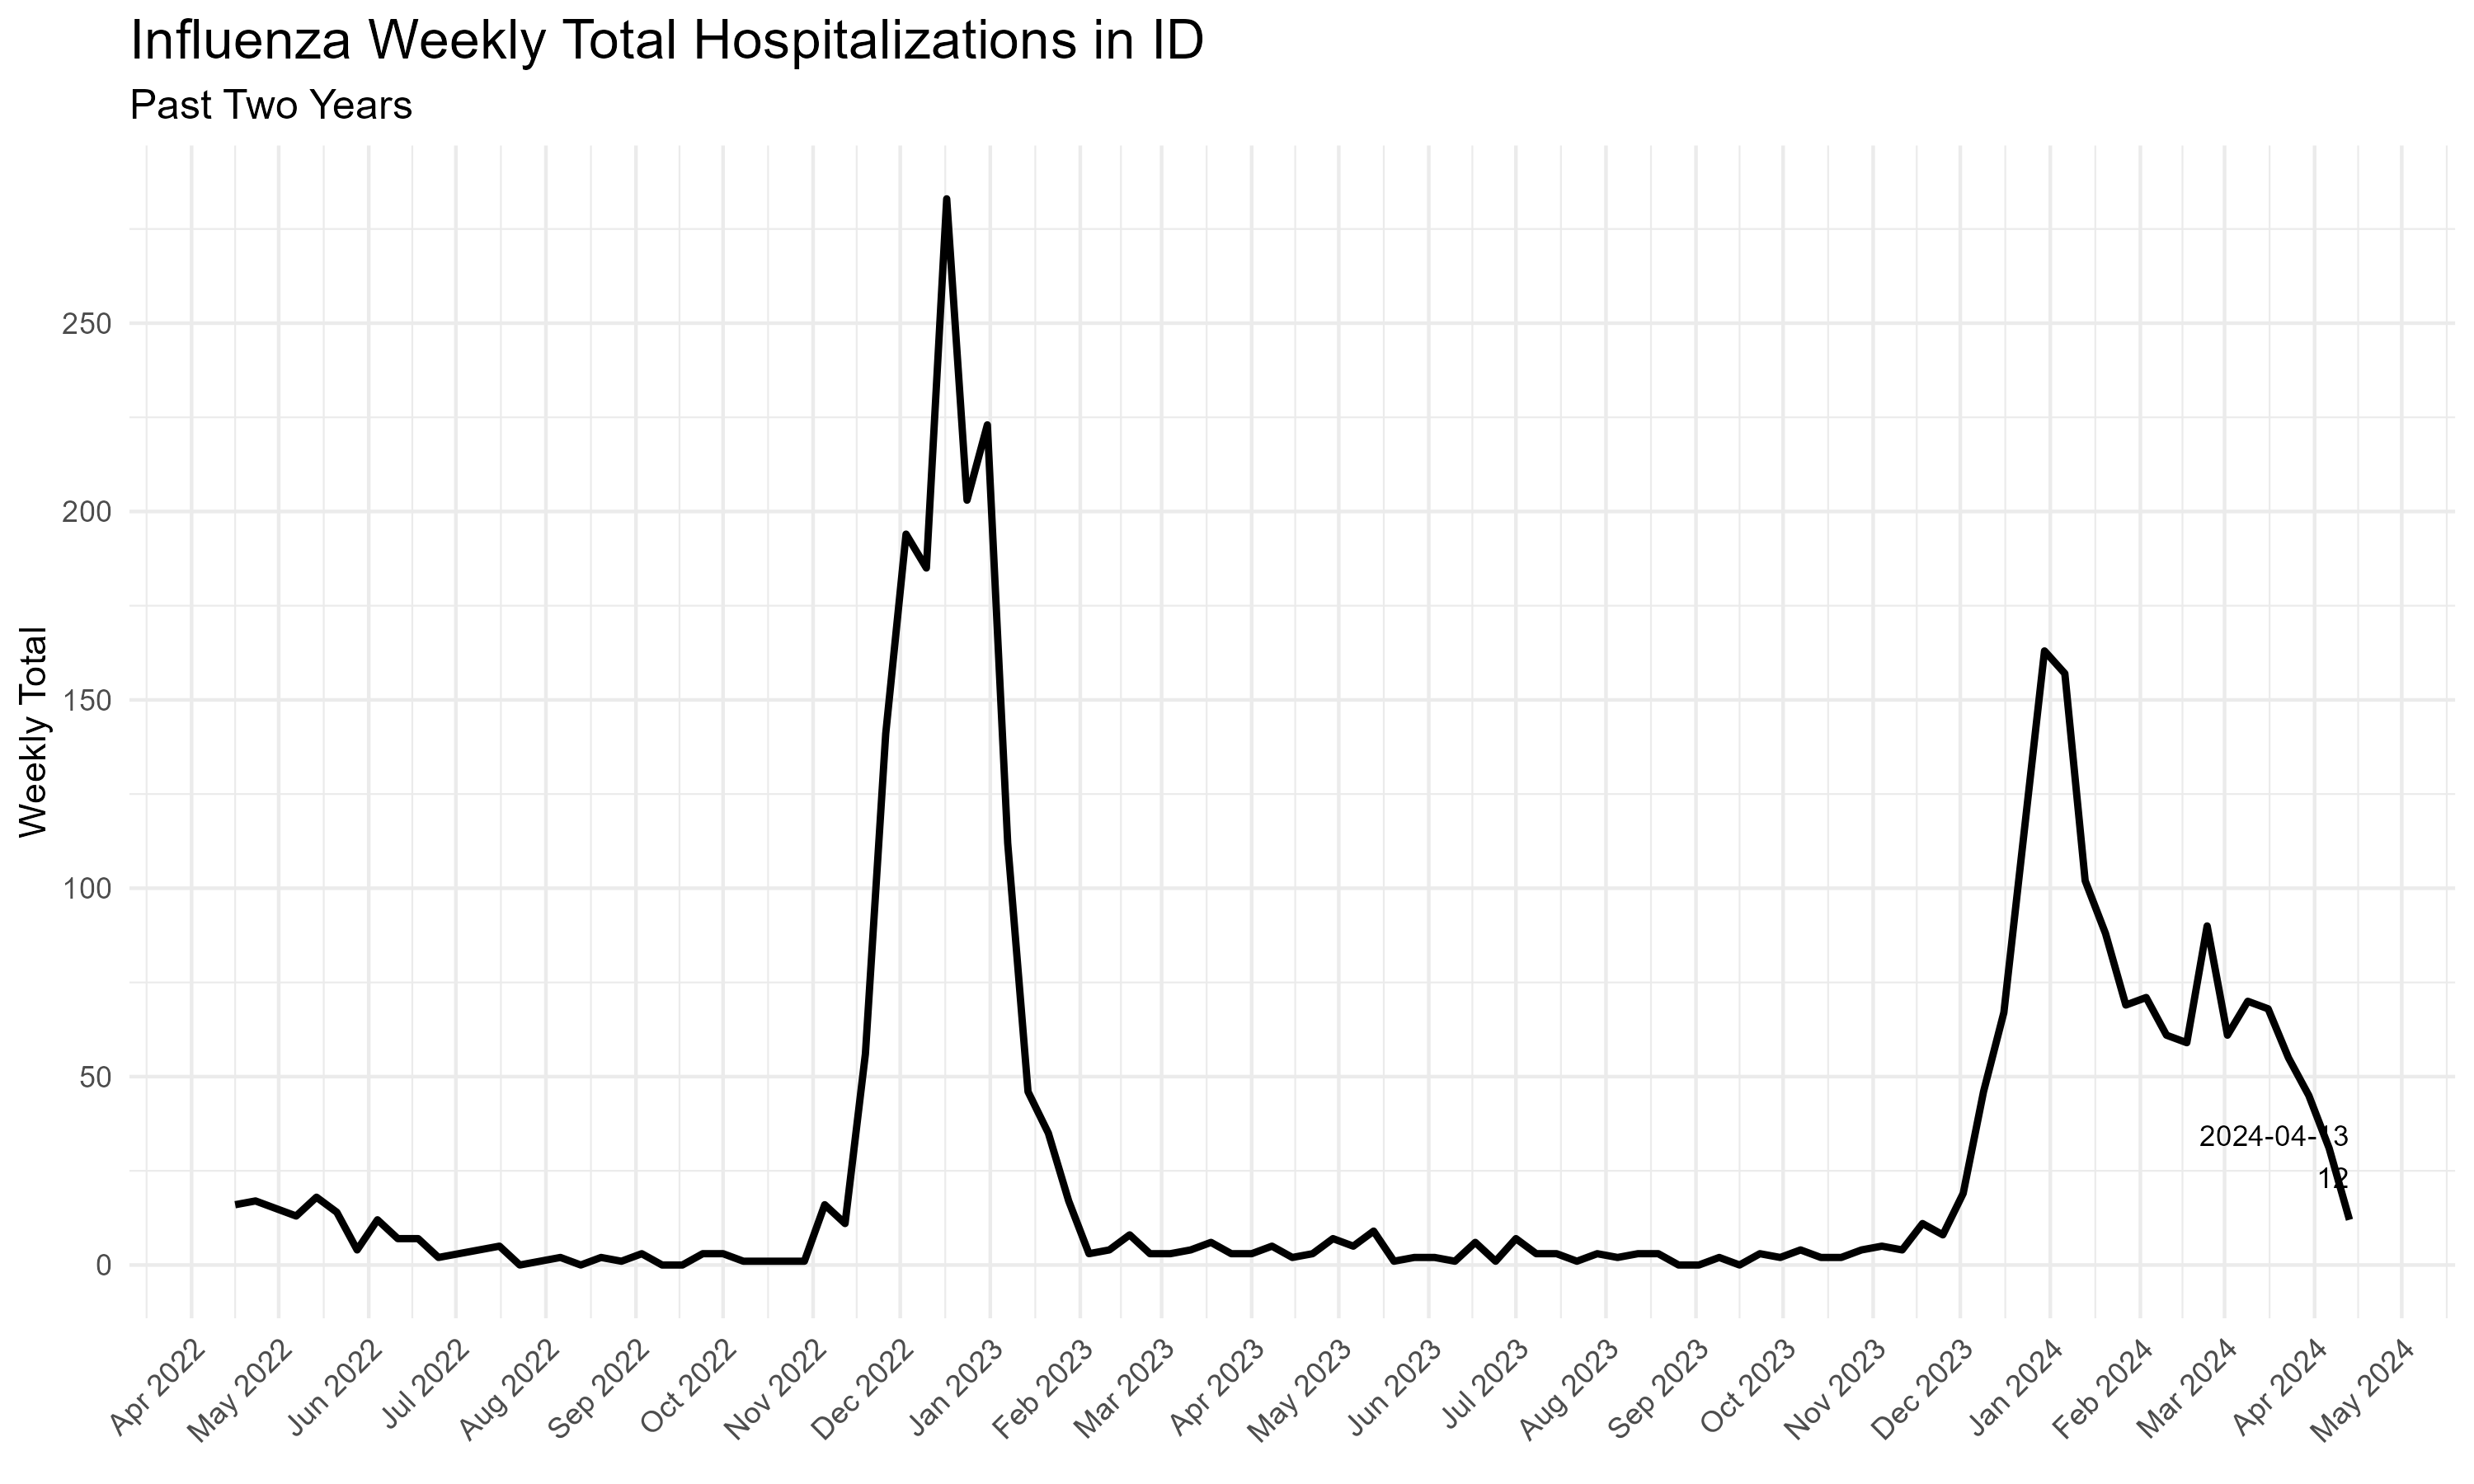 Influenza Weekly Total Hospitalizations in ID
Past Two Years
Weekly Total
250
200
150
100
50
0
2024-04-13
12
Apr 2022
May 2022
Jun 2022
Jul 2022
Aug 2022
Sep 2022
Oct 2022
Nov 2022
Dec 2022
Jan 2023
Feb 2023
Mar 2023
Apr 2023
May 2023
Jun 2023
Jul 2023
Aug 2023
Sep 2023
Oct 2023
Nov 2023
Dec 2023
Jan 2024
Feb 2024
Mar 2024
Apr 2024
May 2024